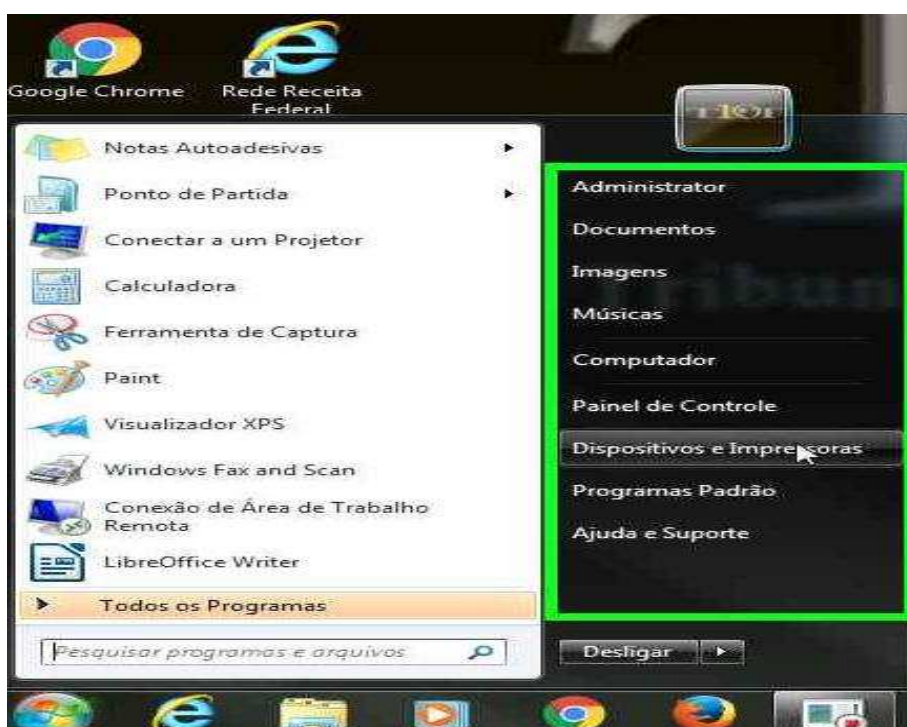 Google Chrome
Rede Receita
Federal
Notas Autoadesivas
Ponto de Partida
Conectar a um Projetor
Calculadora
Ferramenta de Captura
Paint
Visualizador XPS
Windows Fax and Scan
Conexão de Área de Trabalho
Remota
LibreOffice Writer
Todos os Programas
Pesquisar programas e arquivos
Administrator
Documentos
Imagens
Músicas
Computador
Painel de Controle
Dispositivos e Impressoras
Programas Padrão
Ajuda e Suporte
Desligar